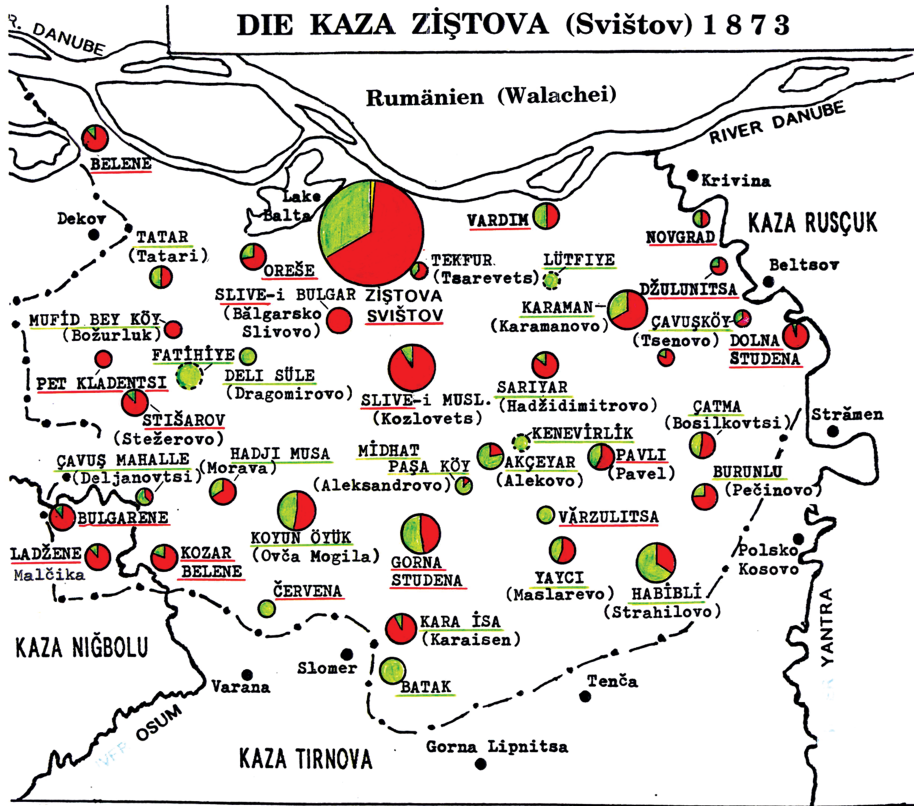 DIE KAZA ZİŞTOVA (Svištov) 1873
R. DANUBE
Rumänien (Walachei)
RIVER DANUBE
BELENE
Krivina
Lake
Balta
Dekov
VARDIM
NOVGRAD
KAZA RUSÇUK
TATAR
(Tatari)
OREŠE
TEKFUR
(Tsarevets)
LÜTFIYE
Beltsov
DŽULUNITSA
SLIVE-i BULGAR
(Bǎlgarsko
Slivovo)
ZİŞTOVA
SVIŠTOV
KARAMAN
(Karamanovo)
ÇAVUŞKÖY
(Tsenovo)
DOLNA
STUDENA
MUFİD BEY KÖY
(Božurluk)
FATİHİYE
PET KLADENTSI
DELI SÜLE
(Dragomirovo)
SLIVE-i MUSL.
(Kozlovets)
SARIYAR
(Hadžidimitrovo)
STIŠAROV
(Stežerovo)
ÇATMA
(Bosilkovtsi)
Strǎmen
KENEVİRLİK
ÇAVUŞ MAHALLE
(Deljanovtsi)
HADJI MUSA
(Morava)
MİDHAT
PAŞA KÖY
(Aleksandrovo)
AKÇEYAR
(Alekovo)
PAVLI
(Pavel)
BURUNLU
(Pečinovo)
BULGARENE
KOYUN ÖYÜK
(Ovča Mogila)
VǍRZULITSA
LADŽENE
Malčika
KOZAR
BELENE
GORNA
STUDENA
YAYCI
(Maslarevo)
HABİBLİ
(Strahilovo)
Polsko
Kosovo
ČERVENA
KARA İSA
(Karaisen)
KAZA NIĞBOLU
Slomer
Varana
BATAK
Tenča
YANTRA
OSUM
KAZA TIRNOVA
Gorna Lipnitsa